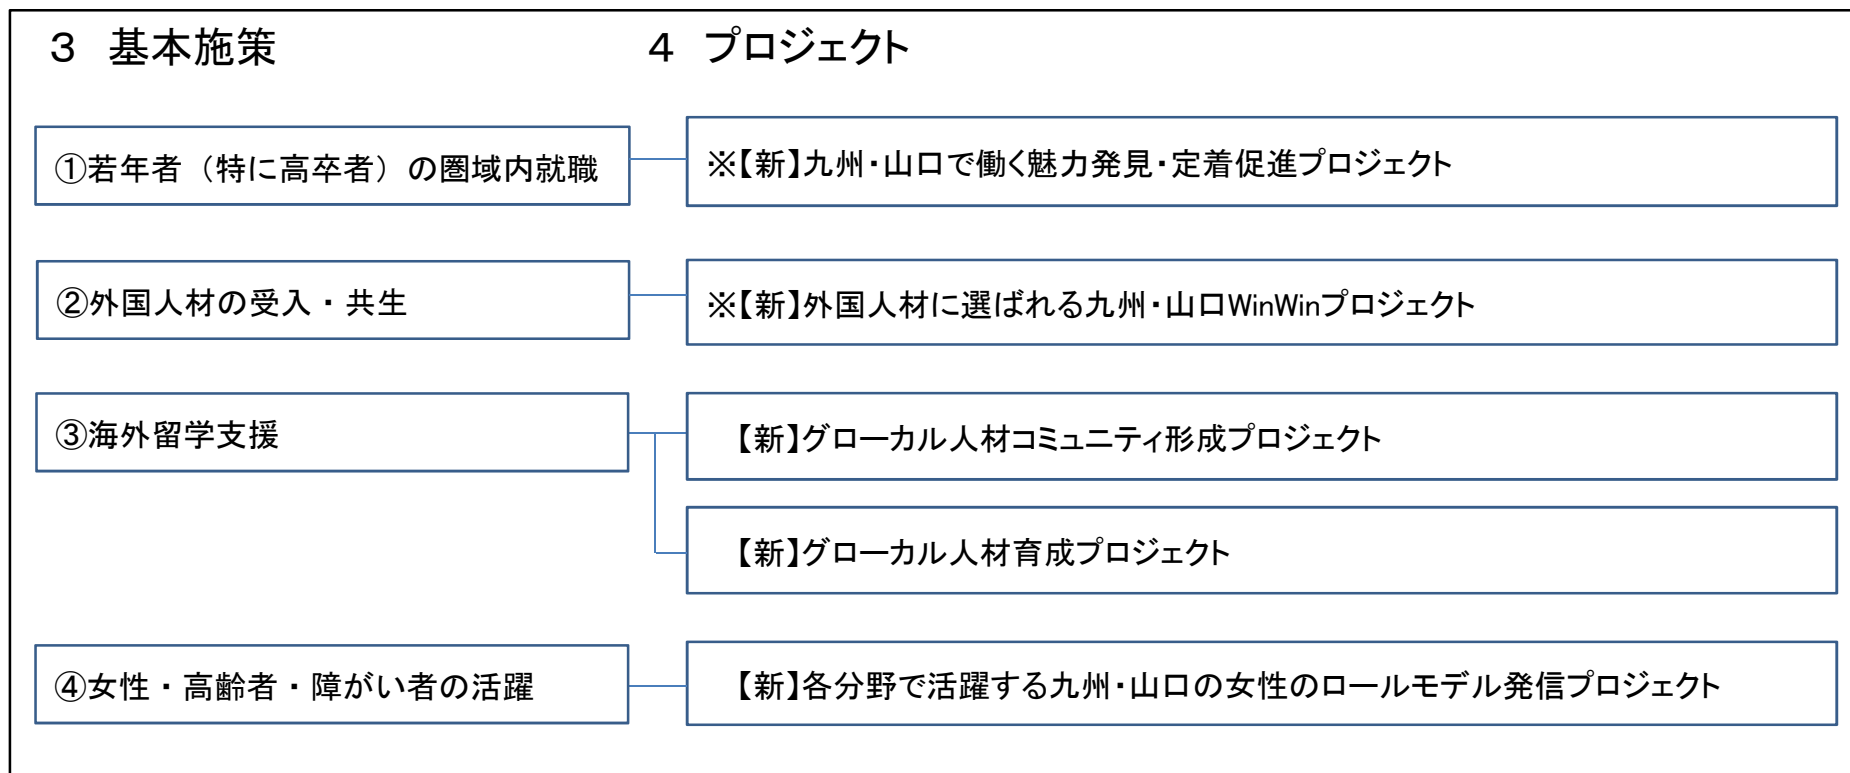 ３　基本施策
４　プロジェクト
①若年者（特に高卒者）の圏域内就職
※【新】九州・山口で働く魅力発見・定着促進プロジェクト
②外国人材の受入・共生
※【新】外国人材に選ばれる九州・山口WinWinプロジェクト
③海外留学支援
【新】グローカル人材コミュニティ形成プロジェクト
【新】グローカル人材育成プロジェクト
④女性・高齢者・障がい者の活躍
【新】各分野で活躍する九州・山口の女性のロールモデル発信プロジェクト